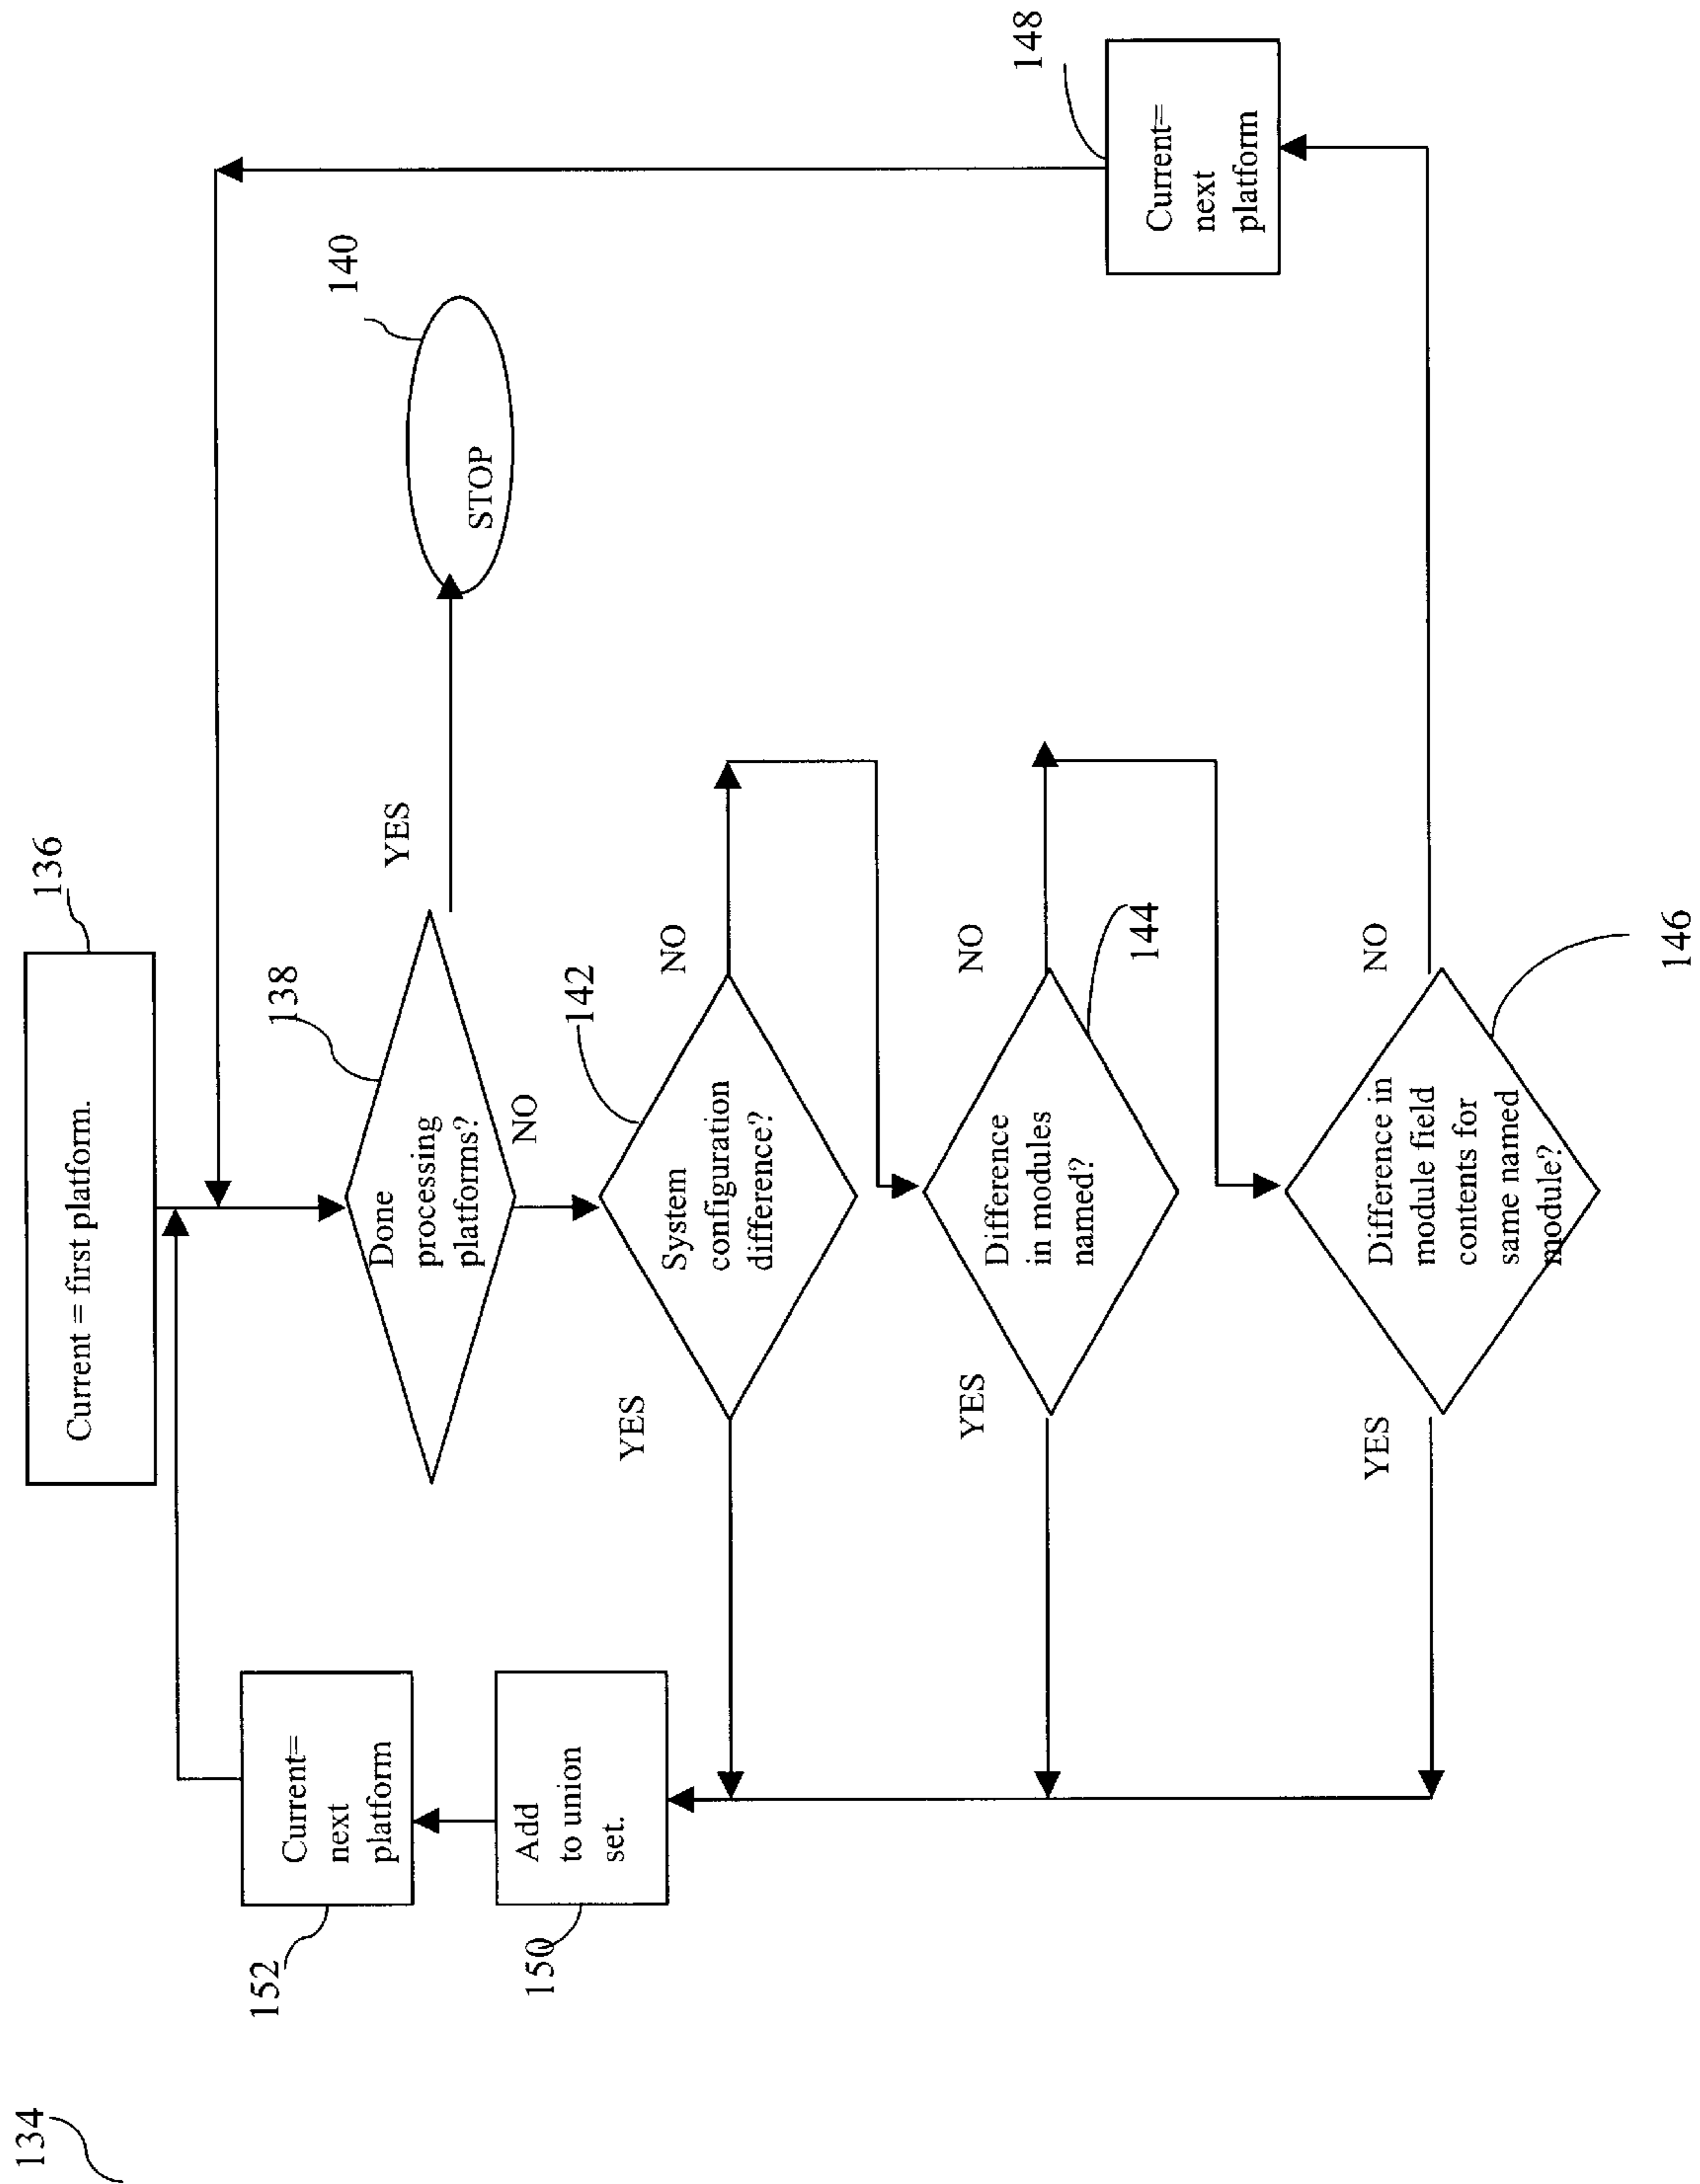 134
136
Current = first platform.
138
Done
processing
platforms?
YES
NO
140
STOP
142
System
configuration
difference?
YES
NO
144
Difference
in modules
named?
YES
NO
146
Difference in
module field
contents for
same named
module?
YES
NO
148
Current=
next
platform
150
Add
to union
set.
152
Current=
next
platform